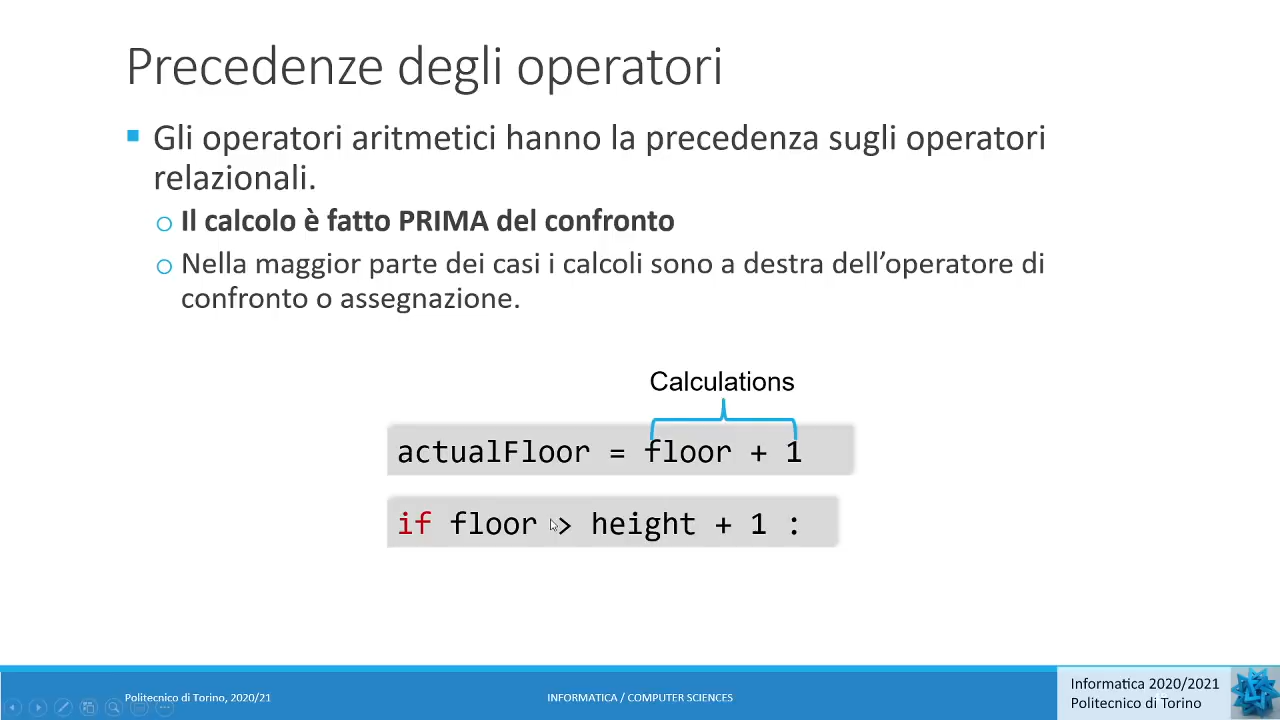 Precedenze degli operatori
Gli operatori aritmetici hanno la precedenza sugli operatori
relazionali.
Il calcolo è fatto PRIMA del confronto
Nella maggior parte dei casi i calcoli sono a destra dell’operatore di
confronto o assegnazione.
Calculations
actualFloor = floor + 1
if floor > height + 1 :
Politecnico di Torino, 2020/21
INFORMATICA / COMPUTER SCIENCES
Informatica 2020/2021
Politecnico di Torino